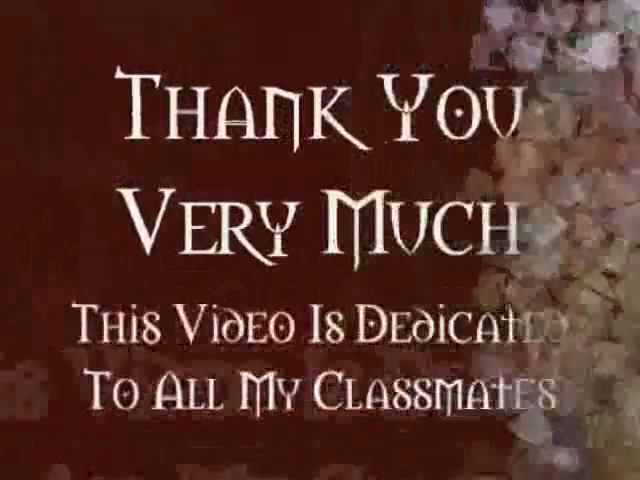 Thank You
Very Much
This Video Is Dedicated
To All My Classmates